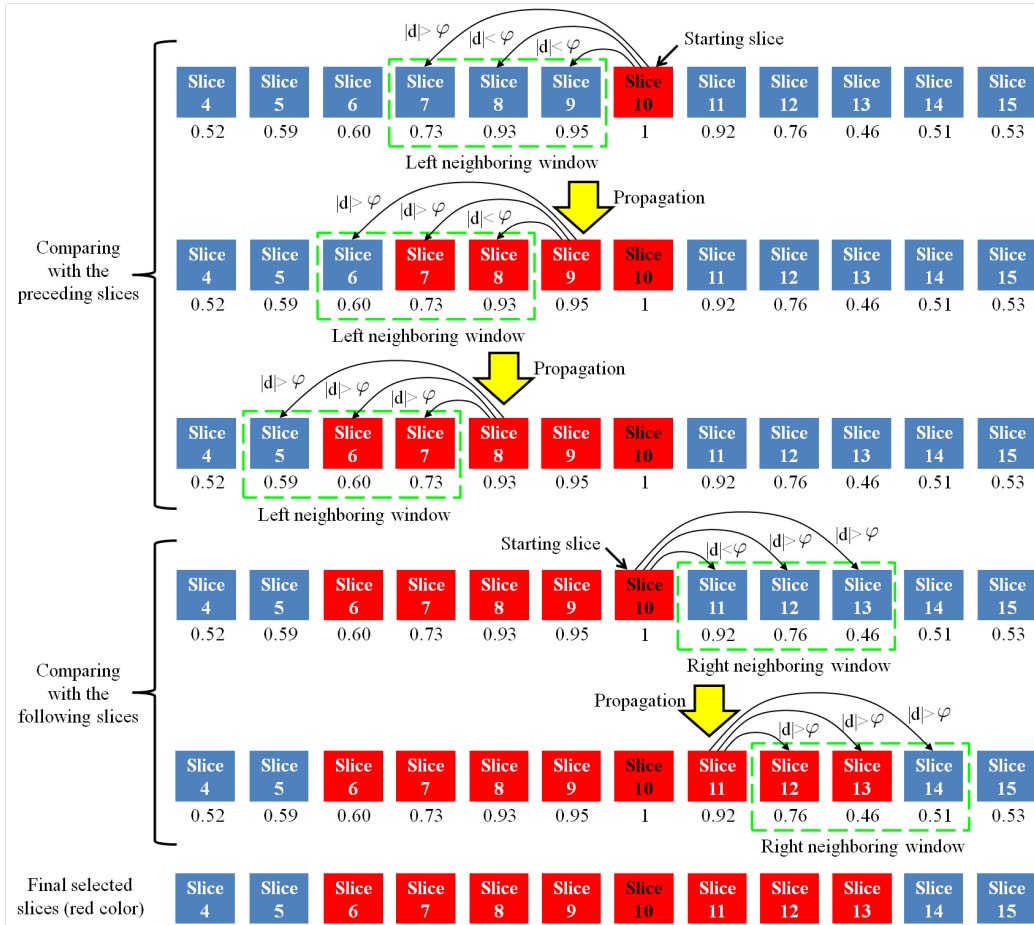 |d|> φ
|d|< φ
|d|< φ
Starting slice
Slice 4 Slice 5 Slice 6 Slice 7 Slice 8 Slice 9 Slice 10 Slice 11 Slice 12 Slice 13 Slice 14 Slice 15
0.52 0.59 0.60 0.73 0.93 0.95 1 0.92 0.76 0.46 0.51 0.53
Left neighboring window
Propagation
|d|> φ
|d|> φ
|d|< φ
Comparing
with the
preceding slices
Slice 4 Slice 5 Slice 6 Slice 7 Slice 8 Slice 9 Slice 10 Slice 11 Slice 12 Slice 13 Slice 14 Slice 15
0.52 0.59 0.60 0.73 0.93 0.95 1 0.92 0.76 0.46 0.51 0.53
Left neighboring window
Propagation
|d|> φ
|d|> φ
|d|> φ
Slice 4 Slice 5 Slice 6 Slice 7 Slice 8 Slice 9 Slice 10 Slice 11 Slice 12 Slice 13 Slice 14 Slice 15
0.52 0.59 0.60 0.73 0.93 0.95 1 0.92 0.76 0.46 0.51 0.53
Left neighboring window
Starting slice
|d|< φ
|d|> φ
|d|> φ
Slice 4 Slice 5 Slice 6 Slice 7 Slice 8 Slice 9 Slice 10 Slice 11 Slice 12 Slice 13 Slice 14 Slice 15
0.52 0.59 0.60 0.73 0.93 0.95 1 0.92 0.76 0.46 0.51 0.53
Right neighboring window
Comparing
with the
following slices
Propagation
|d|> φ
|d|> φ
|d|> φ
Slice 4 Slice 5 Slice 6 Slice 7 Slice 8 Slice 9 Slice 10 Slice 11 Slice 12 Slice 13 Slice 14 Slice 15
0.52 0.59 0.60 0.73 0.93 0.95 1 0.92 0.76 0.46 0.51 0.53
Right neighboring window
Final selected
slices (red color)
Slice 4 Slice 5 Slice 6 Slice 7 Slice 8 Slice 9 Slice 10 Slice 11 Slice 12 Slice 13 Slice 14 Slice 15